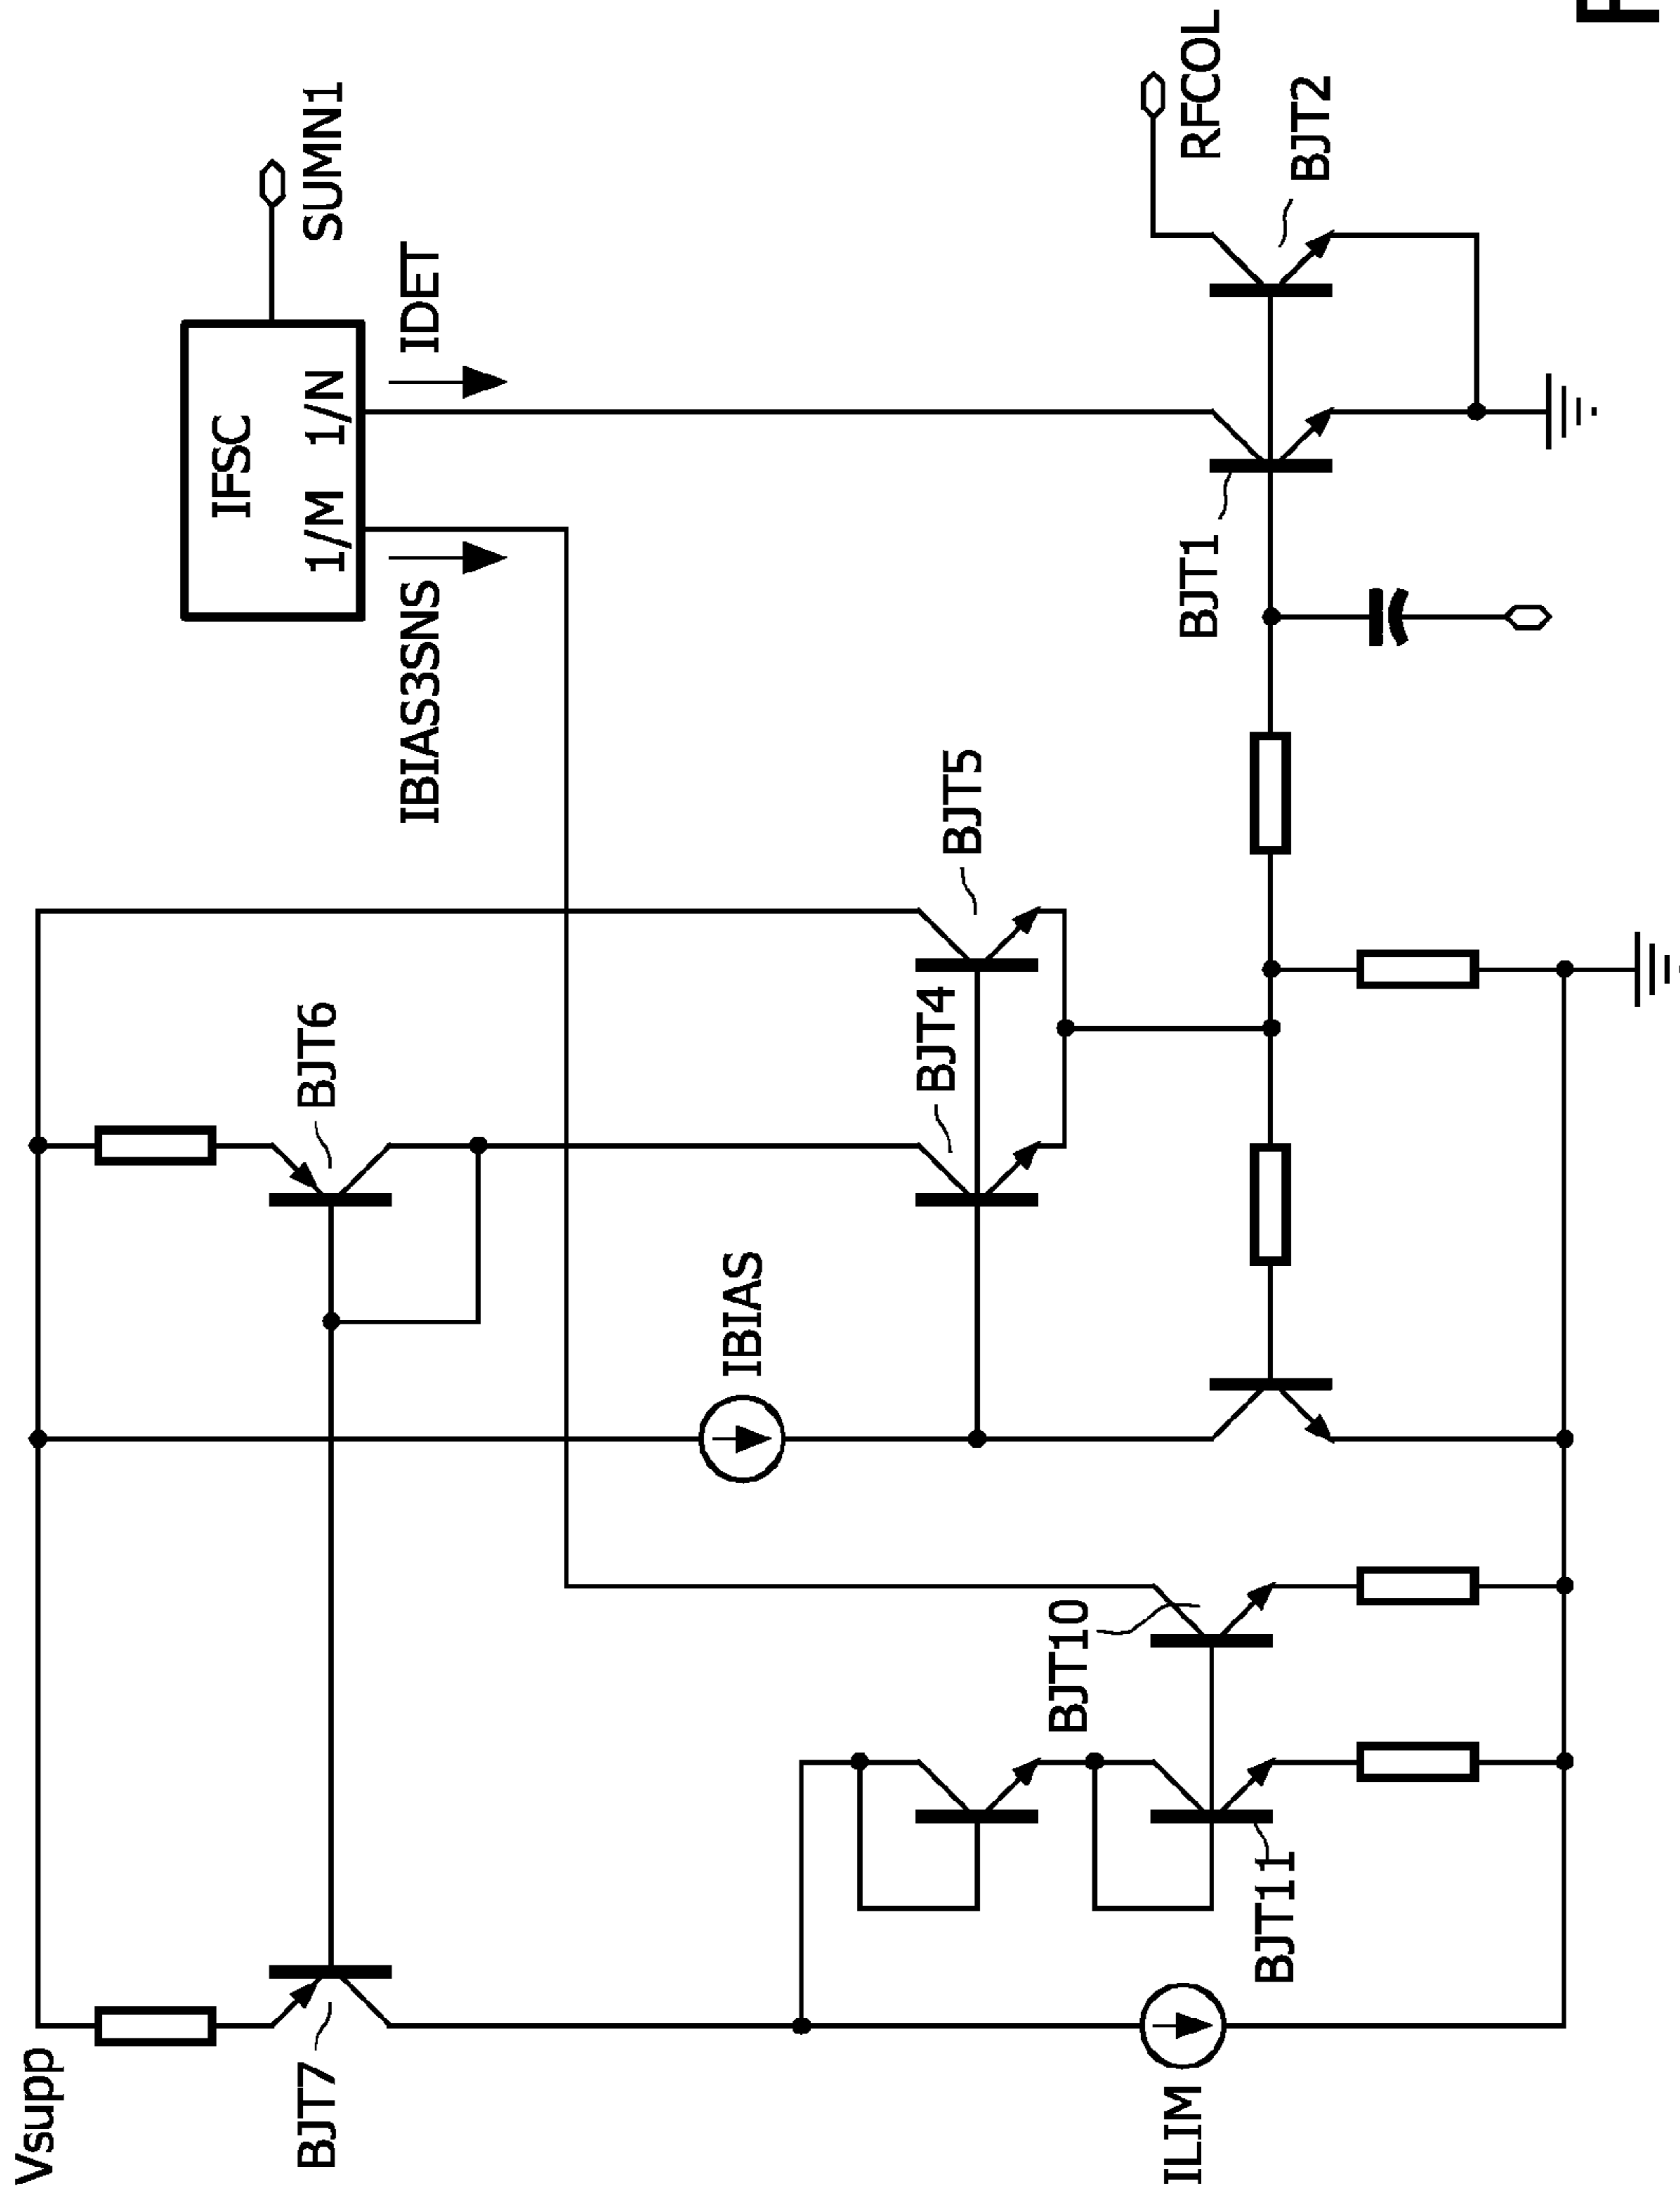 Vsupp
BJT7
BJT6
IFSC
1/M 1/N
SUMN1
IBIAS3SNS
IDET
IBIAS
BJT4
BJT5
BJT10
BJT11
ILIM
BJT1
RFCOL
BJT2